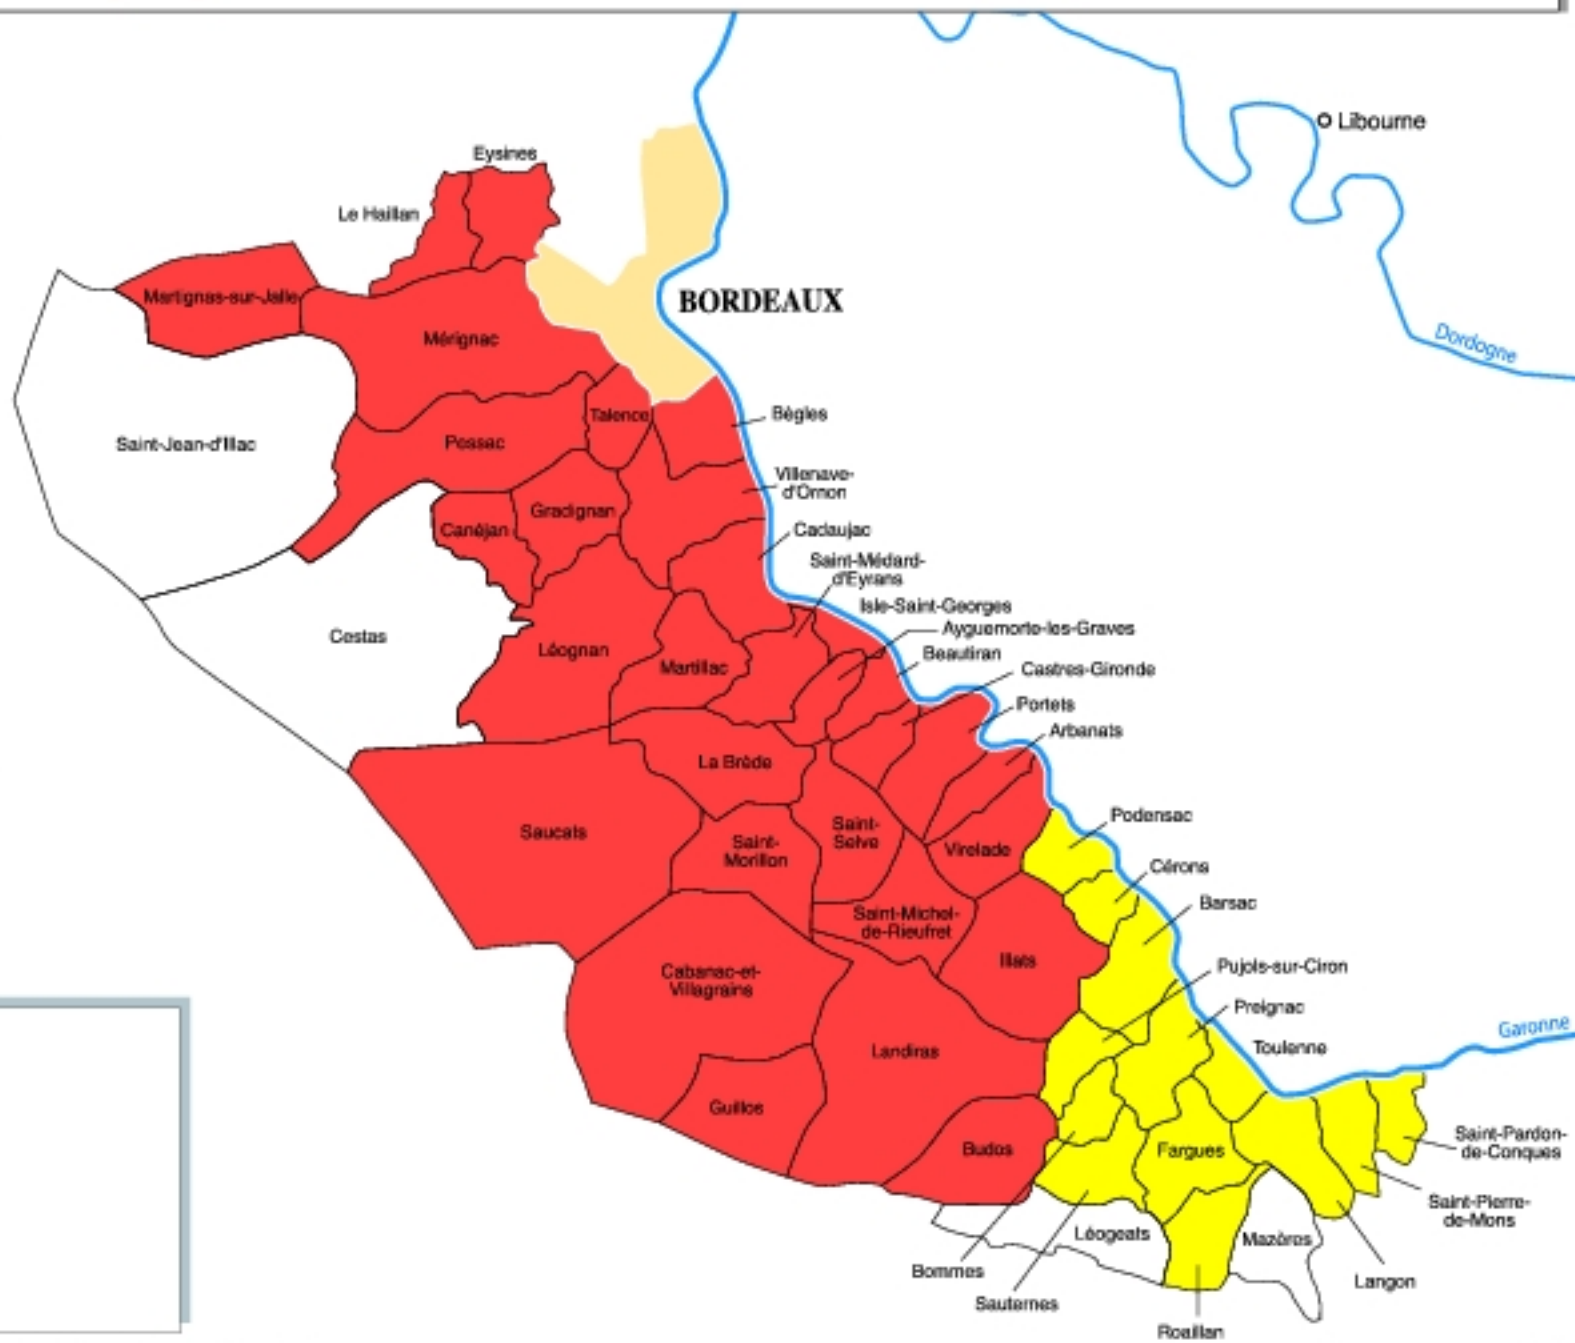 Libourne
Eysines
Le Haillan
Martignas-sur-Jalle
BORDEAUX
Mérignac
Dordogne
Talence
Bègles
Saint-Jean-d'Illac
Pessac
Villenave-
d'Ornon
Gradignan
Canéjan
Cadaujac
Saint-Médard-
d'Eyrans
Isle-Saint-Georges
Ayguemorte-les-Graves
Cestas
Léognan
Beautiran
Martillac
Castres-Gironde
Portets
Arbanats
La Brède
Podensac
Saucats
Saint-
Selve
Saint-
Morillon
Virelade
Cérons
Barsac
Saint-Michel-
de-Rieufret
Illats
Pujols-sur-Ciron
Cabanac-et-
Villagrains
Preignac
Garonne
Landiras
Toulenne
Guillos
Budos
Fargues
Saint-Pardon-
de-Conques
Saint-Pierre-
de-Mons
Léogeats
Mazères
Bommes
Langon
Sauternes
Roaillan